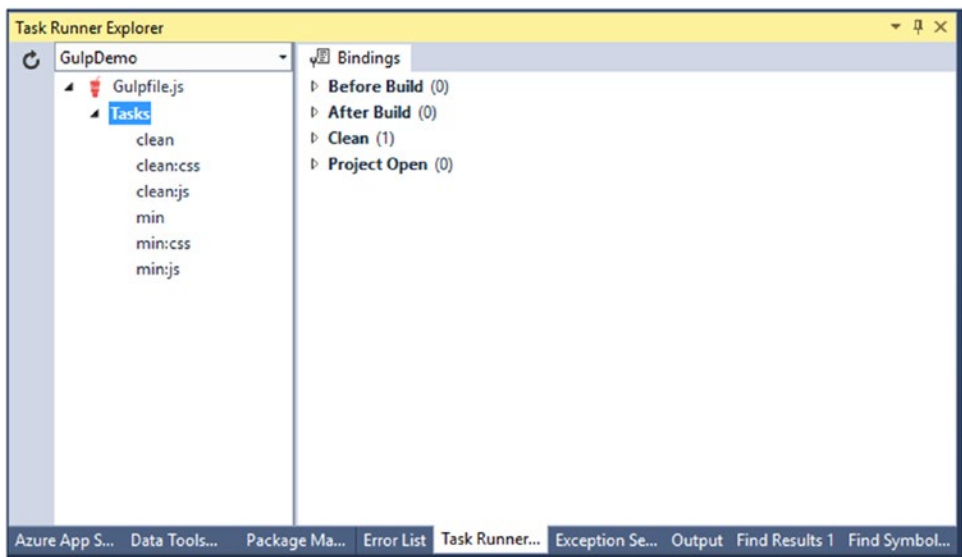 Task Runner Explorer
GulpDemo
Gulpfile.js
Tasks
clean
clean:css
clean:js
min
min:css
min:js
Bindings
Before Build (0)
After Build (0)
Clean (1)
Project Open (0)
Azure App S... Data Tools... Package Ma... Error List Task Runner... Exception Se... Output Find Results 1 Find Symbol...